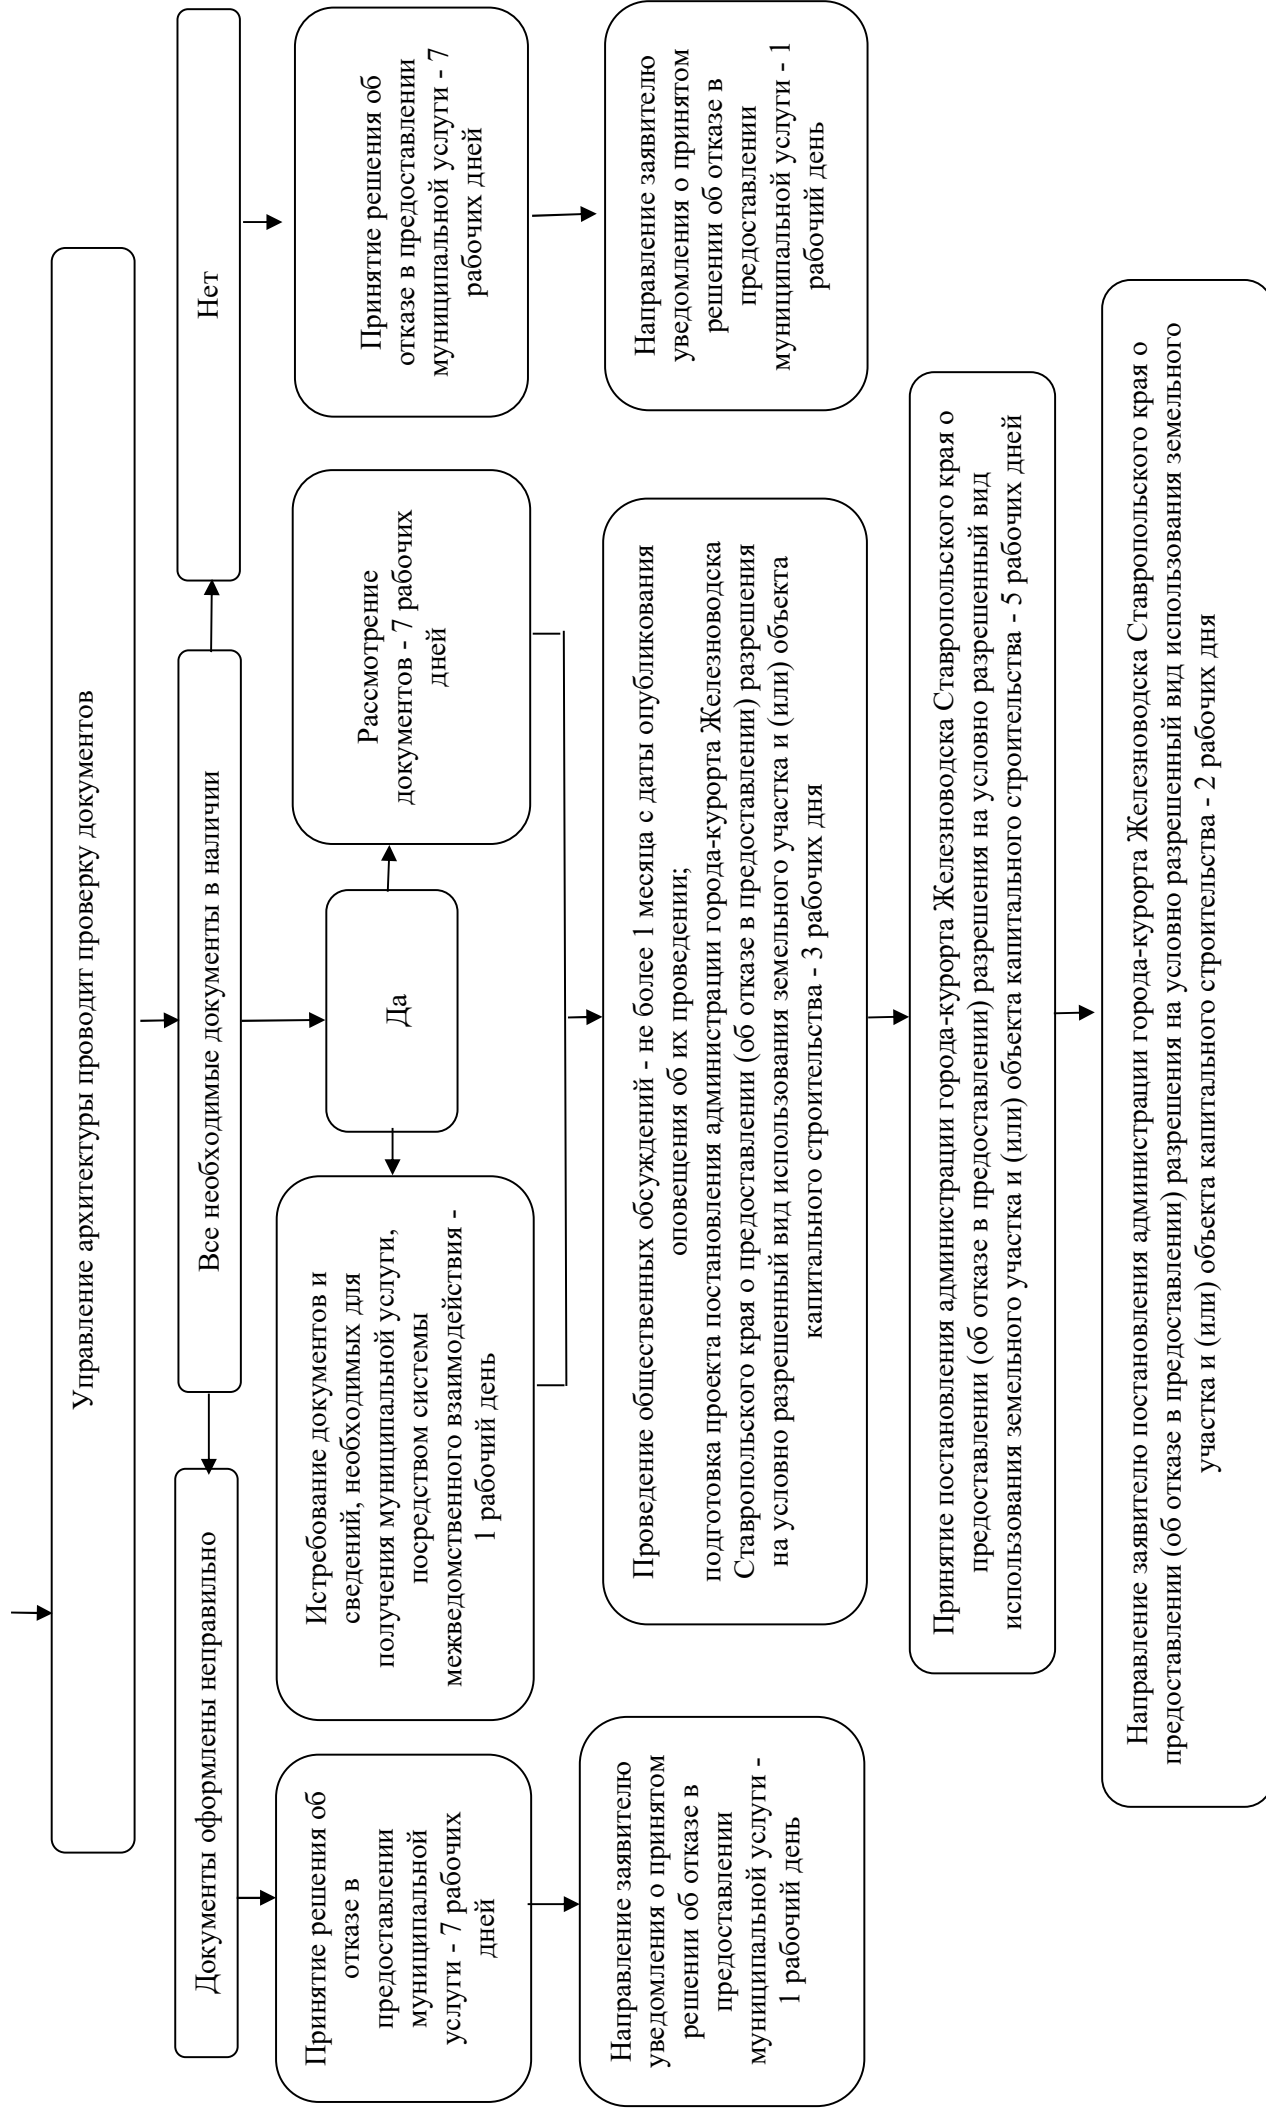 Управление архитектуры проводит проверку документов
Документы оформлены неправильно
Все необходимые документы в наличии
Нет
Принятие решения об
отказе в
предоставлении
муниципальной
услуги - 7 рабочих
дней
Истребование документов и
сведений, необходимых для
получения муниципальной услуги,
посредством системы
межведомственного взаимодействия -
1 рабочий день
Да
Рассмотрение
документов - 7 рабочих
дней
Принятие решения об
отказе в предоставлении
муниципальной услуги - 7
рабочих дней
Направление заявителю
уведомления о принятом
решении об отказе в
предоставлении
муниципальной услуги -
1 рабочий день
Проведение общественных обсуждений - не более 1 месяца с даты опубликования
оповещения об их проведении;
подготовка проекта постановления администрации города-курорта Железноводска
Ставропольского края о предоставлении (об отказе в предоставлении) разрешения
на условно разрешенный вид использования земельного участка и (или) объекта
капитального строительства - 3 рабочих дня
Направление заявителю
уведомления о принятом
решении об отказе в
предоставлении
муниципальной услуги - 1
рабочий день
Принятие постановления администрации города-курорта Железноводска Ставропольского края о
предоставлении (об отказе в предоставлении) разрешения на условно разрешенный вид
использования земельного участка и (или) объекта капитального строительства - 5 рабочих дней
Направление заявителю постановления администрации города-курорта Железноводска Ставропольского края о
предоставлении (об отказе в предоставлении) разрешения на условно разрешенный вид использования земельного
участка и (или) объекта капитального строительства - 2 рабочих дня